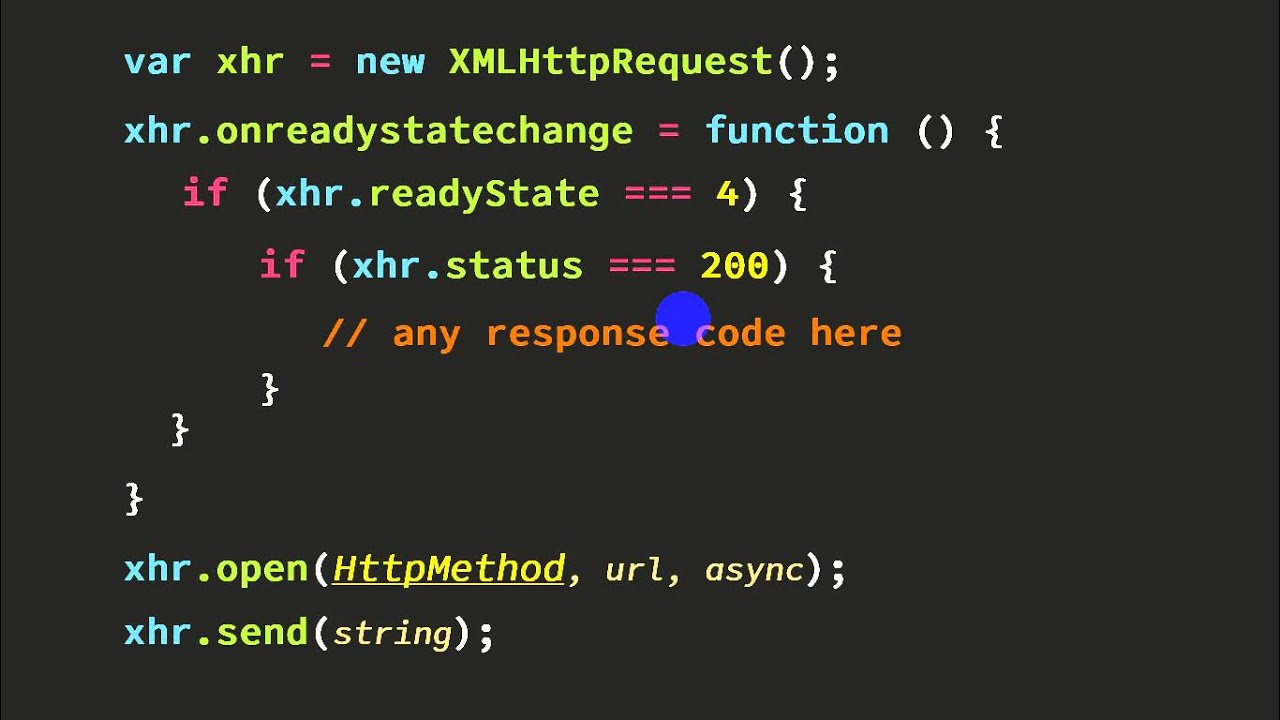 var xhr = new XMLHttpRequest();
xhr.onreadystatechange = function () {
if (xhr.readyState === 4) {
if (xhr.status === 200) {
// any response code here
}
}
}
xhr.open(HttpMethod, url, async);
xhr.send(string);